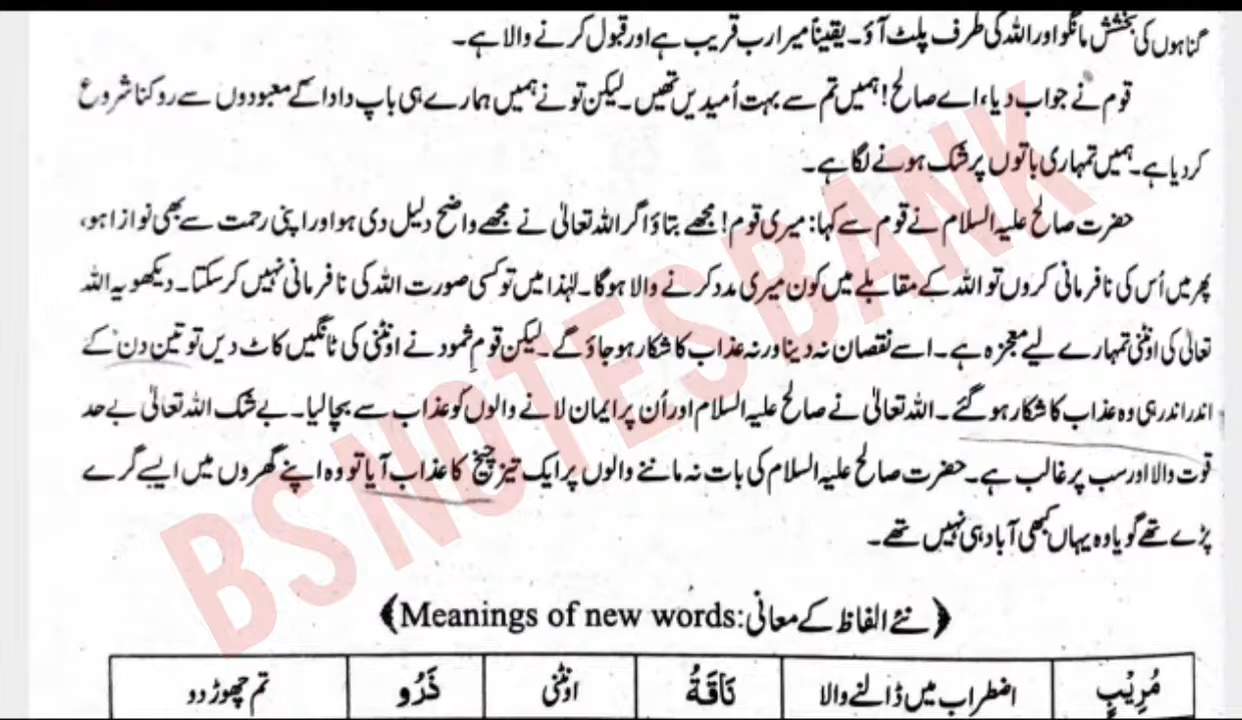 گناہوں کی بخشش مانگو اور اللہ کی طرف پلٹ آؤ۔ یقیناً میرا رب قریب ہے اور قبول کرنے والا ہے۔
قوم نے جواب دیا، اے صالح! ہمیں تم سے بہت اُمیدیں تھیں۔ لیکن تو نے ہمیں ہمارے ہی باپ دادا کے معبودوں سے روکنا شروع
کر دیا ہے۔ ہمیں تمہاری باتوں پر شک ہونے لگا ہے۔
حضرت صالح علیہ السلام نے قوم سے کہا: میری قوم! مجھے بتاؤ اگر اللہ تعالیٰ نے مجھے واضح دلیل دی ہو اور اپنی رحمت سے بھی نوازا ہو،
پھر میں اُس کی نافرمانی کروں تو اللہ کے مقابلے میں کون میری مدد کرنے والا ہوگا۔ لہٰذا میں تو کسی صورت اللہ کی نافرمانی نہیں کر سکتا۔ دیکھو یہ اللہ
تعالیٰ کی اونٹنی تمہارے لیے معجزہ ہے۔ اسے نقصان نہ دینا ورنہ عذاب کا شکار ہو جاؤ گے۔ لیکن قومِ ثمود نے اونٹنی کی ٹانگیں کاٹ دیں تو تین دن کے
اندر اندر ہی وہ عذاب کا شکار ہو گئے۔ اللہ تعالیٰ نے صالح علیہ السلام اور اُن پر ایمان لانے والوں کو عذاب سے بچا لیا۔ بے شک اللہ تعالیٰ بے حد
قوت والا اور سب پر غالب ہے۔ حضرت صالح علیہ السلام کی بات نہ ماننے والوں پر ایک تیز چیخ کا عذاب آیا تو وہ اپنے گھروں میں ایسے گرے
پڑے تھے گویا وہ یہاں کبھی آباد ہی نہیں تھے۔
﴿نئے الفاظ کے معانی:Meanings of new words﴾
مُرِيْبٍ اضطراب میں ڈالنے والا نَاقَةُ اونٹنی ذَرُو تم چھوڑ دو
BS NOTES BANK